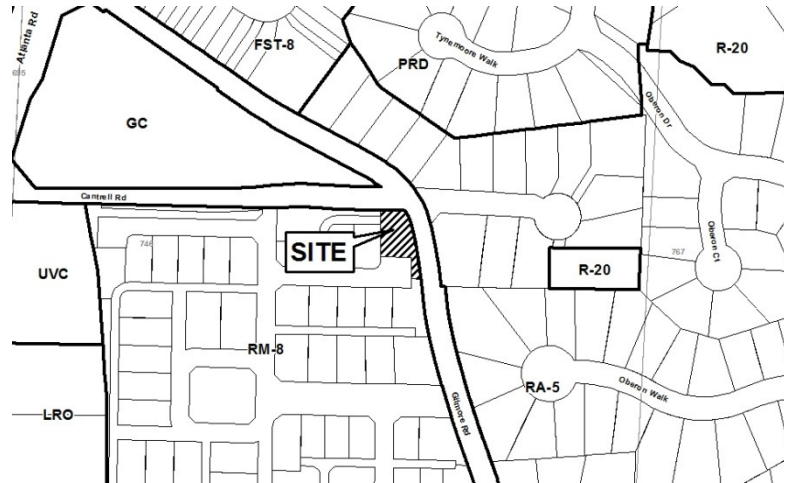 Atlanta Rd
FST-8
Tynemoore Walk
R-20
PRD
GC
Oberon Dr
Cantrell Rd
746
SITE
UVC
R-20
767
Oberon Ct
RM-8
RA-5
Oberon Walk
Gilmore Rd
LRO